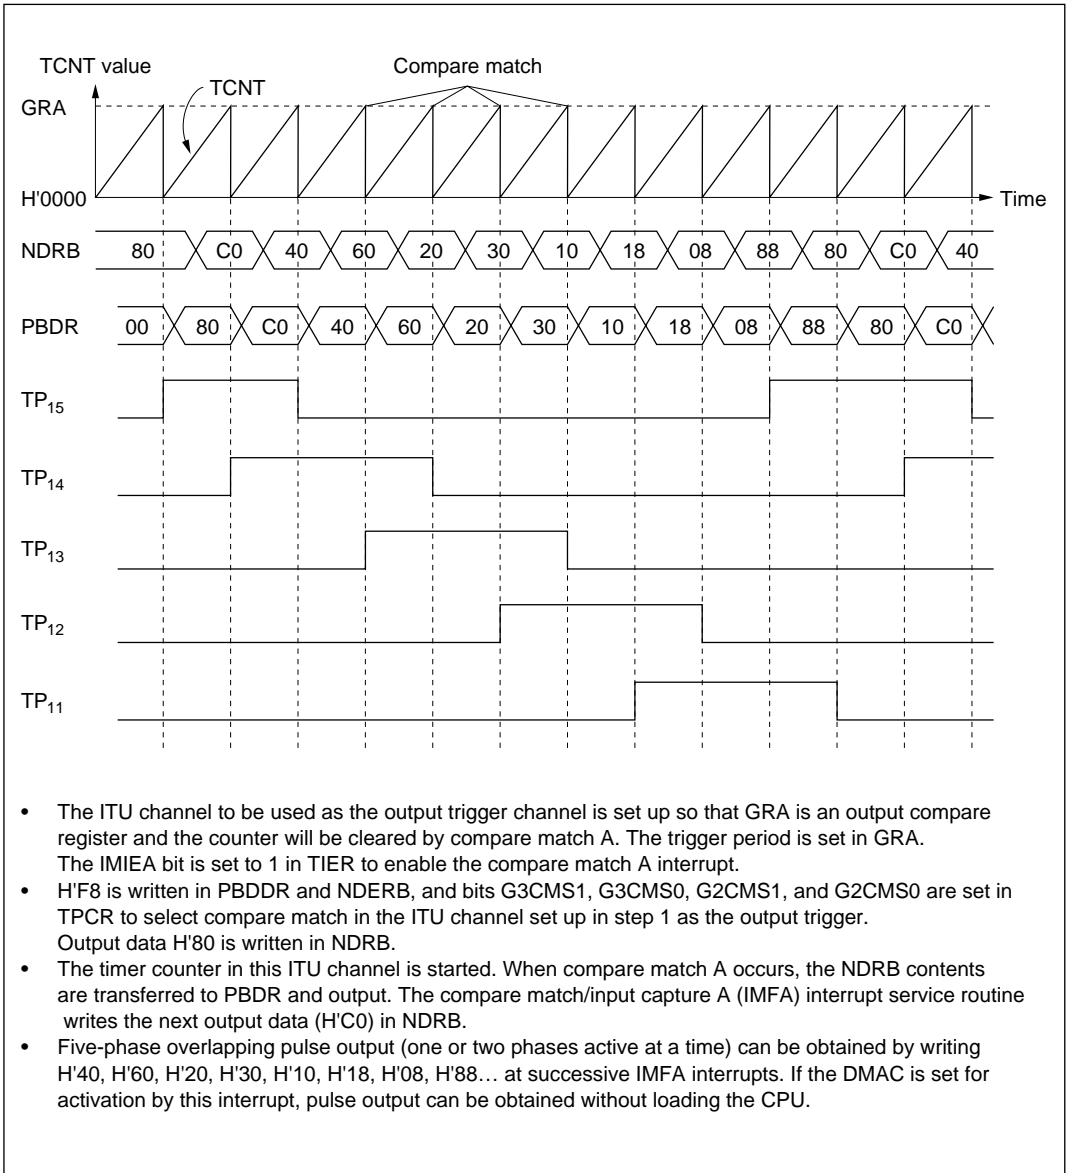 TCNT value
Compare match
TCNT
GRA
H'0000
Time
NDRB 80 C0 40 60 20 30 10 18 08 88 80 C0 40
PBDR 00 80 C0 40 60 20 30 10 18 08 88 80 C0
TP15
TP14
TP13
TP12
TP11
• The ITU channel to be used as the output trigger channel is set up so that GRA is an output compare
register and the counter will be cleared by compare match A. The trigger period is set in GRA.
The IMIEA bit is set to 1 in TIER to enable the compare match A interrupt.
• H'F8 is written in PBDDR and NDERB, and bits G3CMS1, G3CMS0, G2CMS1, and G2CMS0 are set in
TPCR to select compare match in the ITU channel set up in step 1 as the output trigger.
Output data H'80 is written in NDRB.
• The timer counter in this ITU channel is started. When compare match A occurs, the NDRB contents
are transferred to PBDR and output. The compare match/input capture A (IMFA) interrupt service routine
writes the next output data (H'C0) in NDRB.
• Five-phase overlapping pulse output (one or two phases active at a time) can be obtained by writing
H'40, H'60, H'20, H'30, H'10, H'18, H'08, H'88… at successive IMFA interrupts. If the DMAC is set for
activation by this interrupt, pulse output can be obtained without loading the CPU.